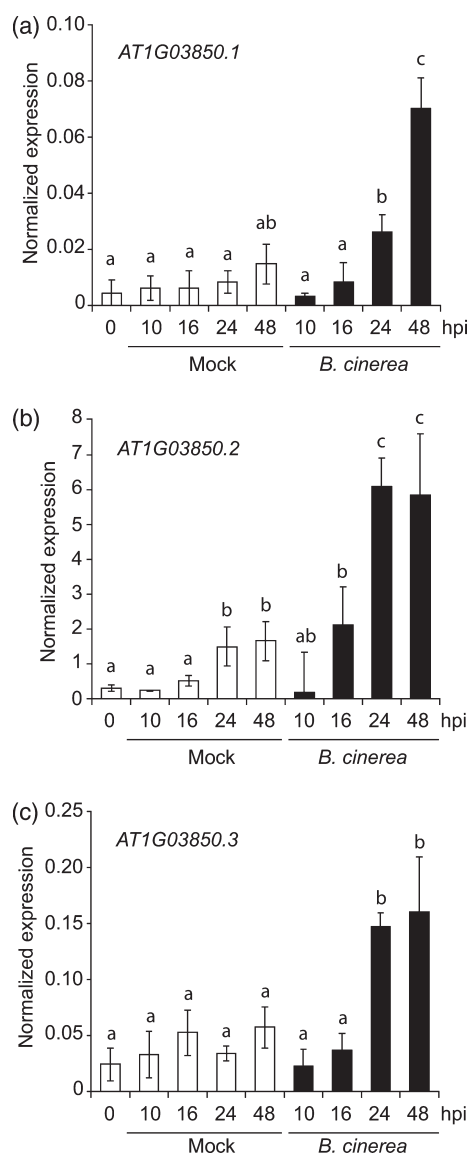 (a)
AT1G03850.1
Normalized expression
0.10
0.08
0.06
0.04
0.02
0
a a a a ab a a b c
0 10 16 24 48 10 16 24 48 hpi
Mock B. cinerea
(b)
AT1G03850.2
Normalized expression
8
7
6
5
4
3
2
1
0
a a a b b ab b c c
0 10 16 24 48 10 16 24 48 hpi
Mock B. cinerea
(c)
AT1G03850.3
Normalized expression
0.25
0.20
0.15
0.10
0.05
0
a a a a a a a b b
0 10 16 24 48 10 16 24 48 hpi
Mock B. cinerea